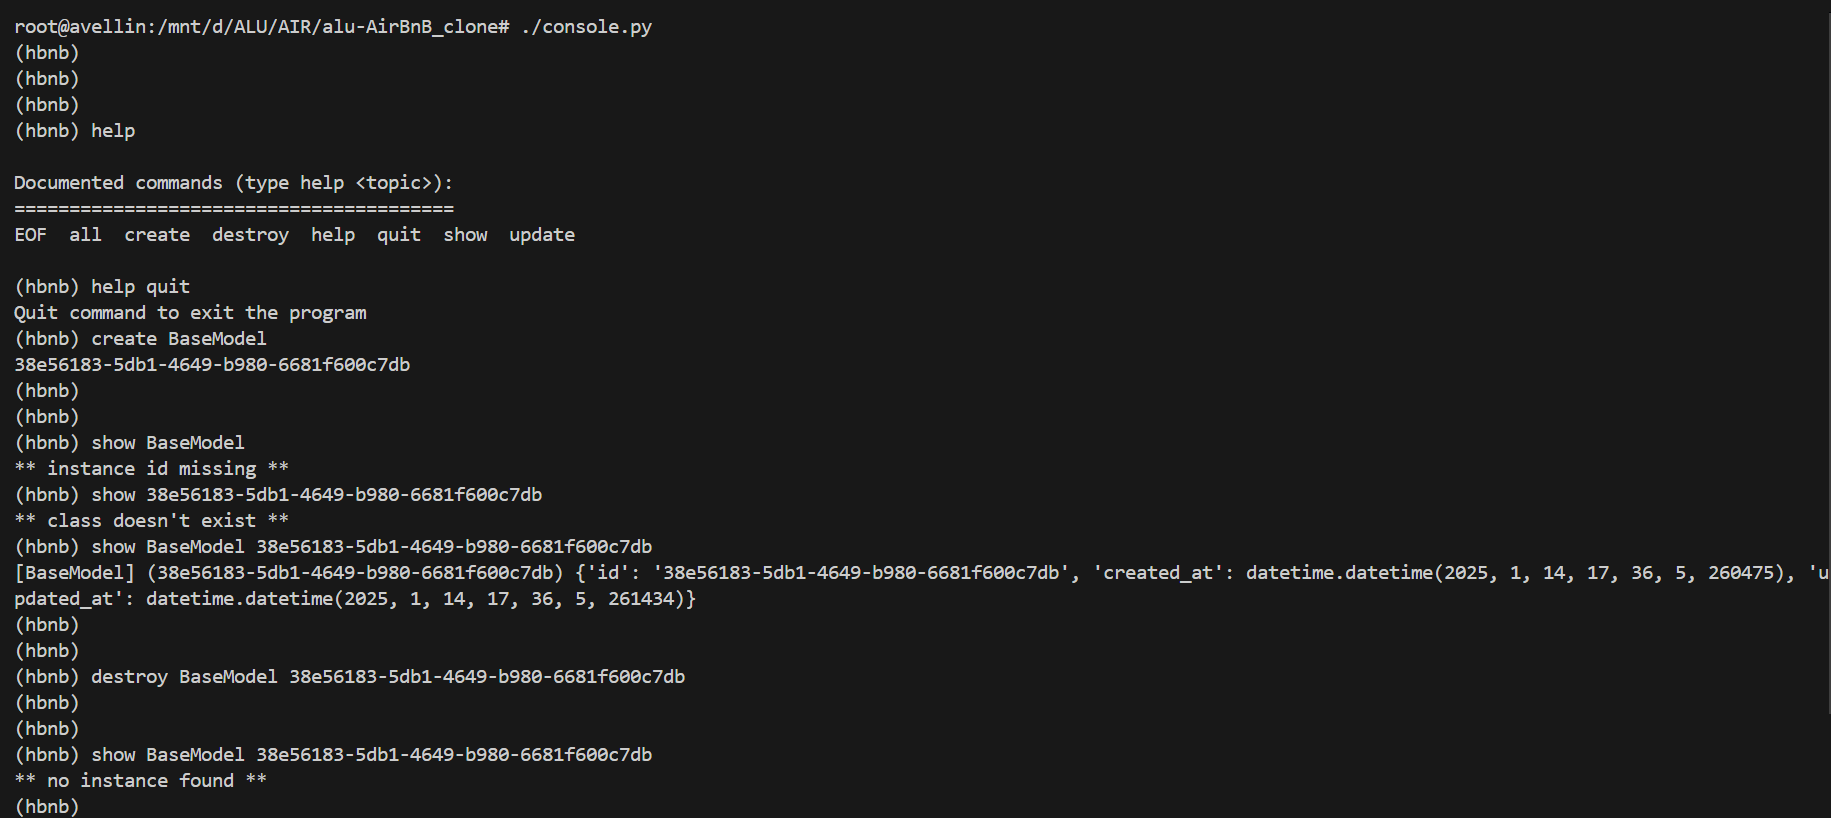 root@avellin:/mnt/d/ALU/AIR/alu-AirBnB_clone# ./console.py
(hbnb)
(hbnb)
(hbnb)
(hbnb) help
Documented commands (type help <topic>):
========================================
EOF  all  create  destroy  help  quit  show  update
(hbnb) help quit
Quit command to exit the program
(hbnb) create BaseModel
38e56183-5db1-4649-b980-6681f600c7db
(hbnb)
(hbnb)
(hbnb) show BaseModel
** instance id missing **
(hbnb) show 38e56183-5db1-4649-b980-6681f600c7db
** class doesn't exist **
(hbnb) show BaseModel 38e56183-5db1-4649-b980-6681f600c7db
[BaseModel] (38e56183-5db1-4649-b980-6681f600c7db) {'id': '38e56183-5db1-4649-b980-6681f600c7db', 'created_at': datetime.datetime(2025, 1, 14, 17, 36, 5, 260475), 'u
pdated_at': datetime.datetime(2025, 1, 14, 17, 36, 5, 261434)}
(hbnb)
(hbnb)
(hbnb) destroy BaseModel 38e56183-5db1-4649-b980-6681f600c7db
(hbnb)
(hbnb)
(hbnb) show BaseModel 38e56183-5db1-4649-b980-6681f600c7db
** no instance found **
(hbnb)